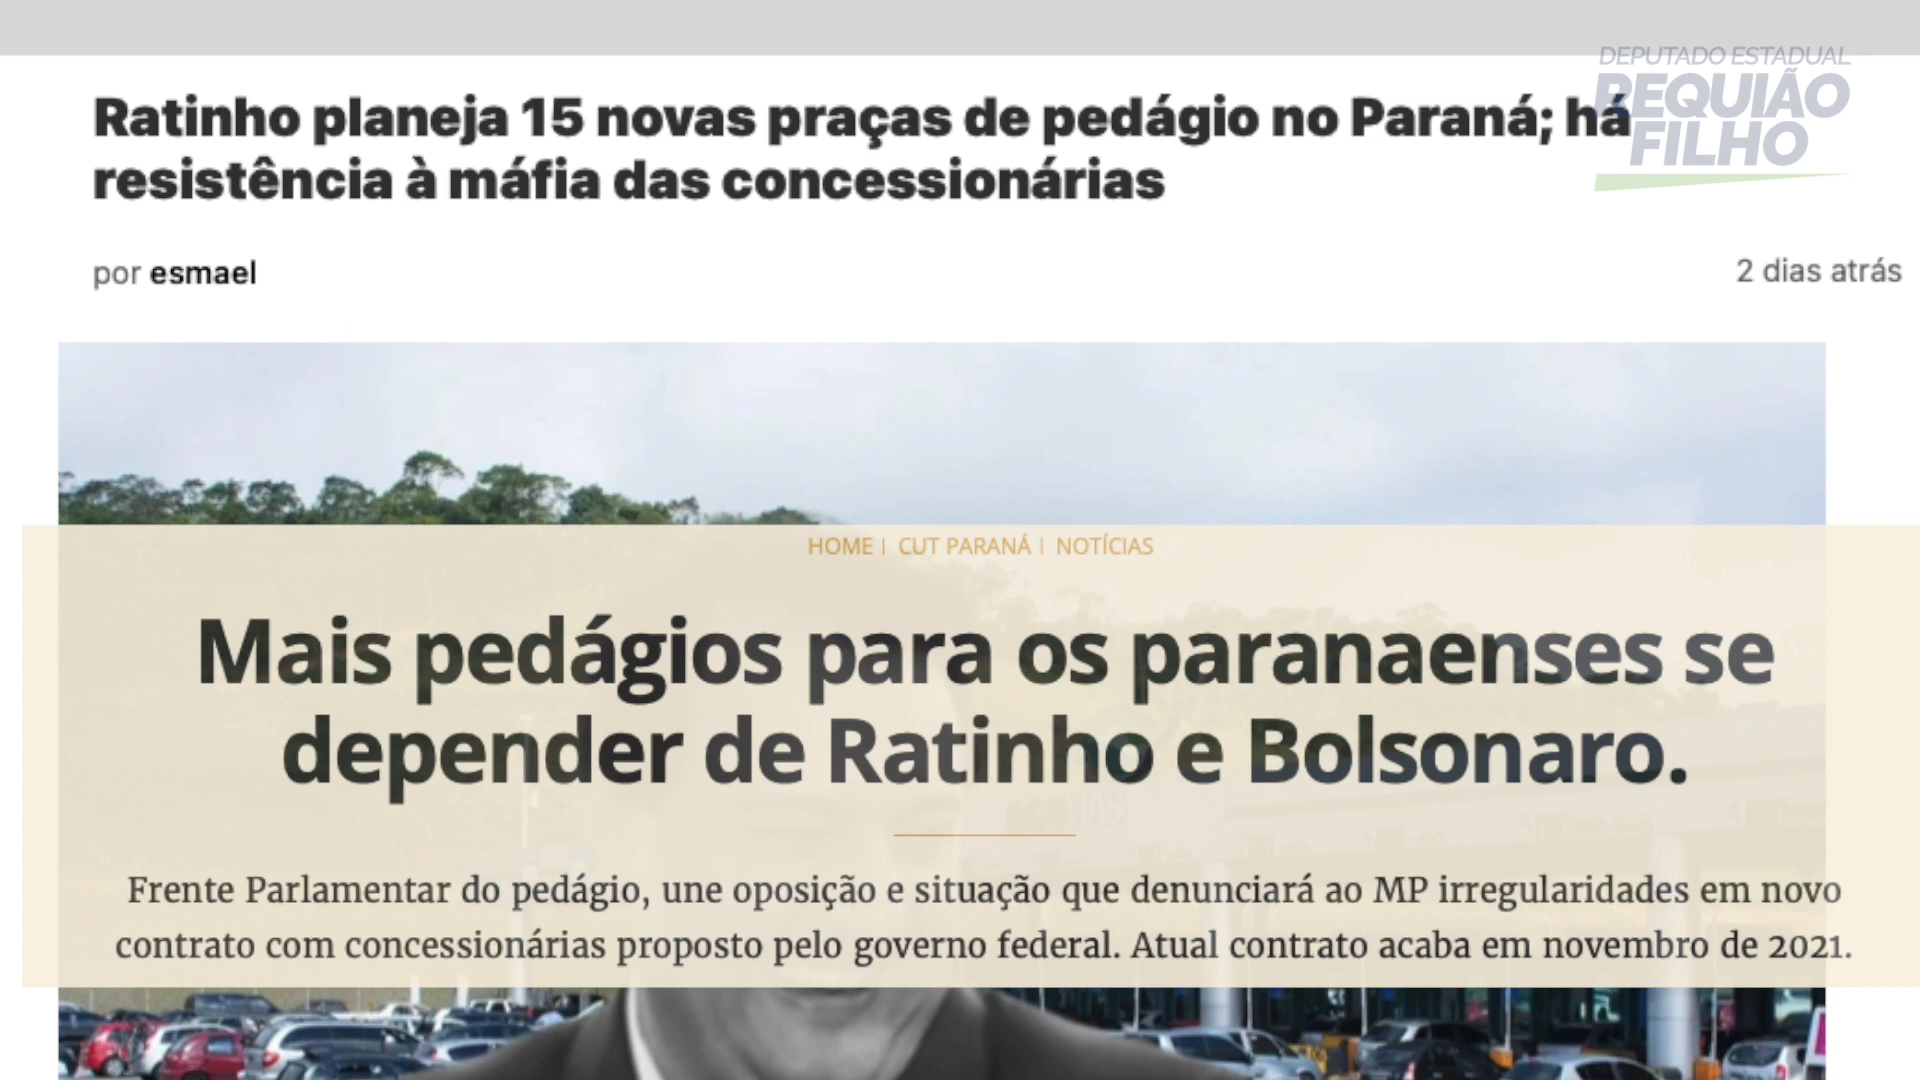 DEPUTADO ESTADUAL
REQUIÃO
FILHO
Ratinho planeja 15 novas praças de pedágio no Paraná; há
resistência à máfia das concessionárias
por esmael
2 dias atrás
HOME | CUT PARANÁ | NOTÍCIAS
Mais pedágios para os paranaenses se
depender de Ratinho e Bolsonaro.
Frente Parlamentar do pedágio, une oposição e situação que denunciará ao MP irregularidades em novo
contrato com concessionárias proposto pelo governo federal. Atual contrato acaba em novembro de 2021.